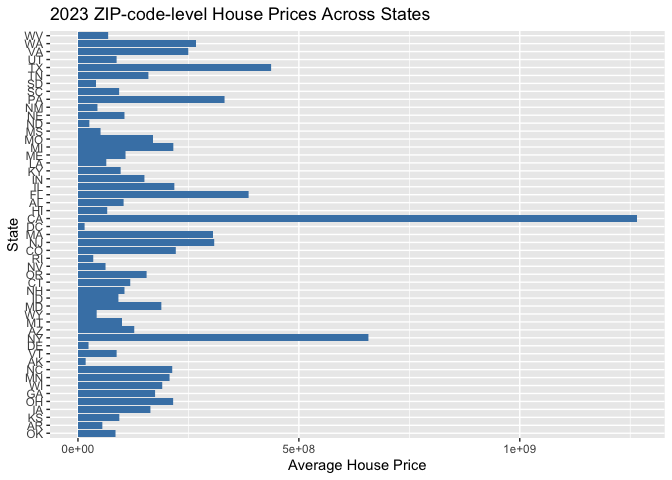 2023 ZIP-code-level House Prices Across States
State
WV
WA
VA
UT
TX
TN
SD
SC
PA
NM
NE
ND
MS
MO
MI
ME
LA
KY
IN
IL
FL
AL
HI
CA
DC
MA
NJ
CO
RI
NV
OR
CT
NH
ID
MD
WY
MT
AZ
NY
DE
VT
AK
NC
MN
WI
GA
OH
IA
KS
AR
OK
0e+00 5e+08 1e+09
Average House Price